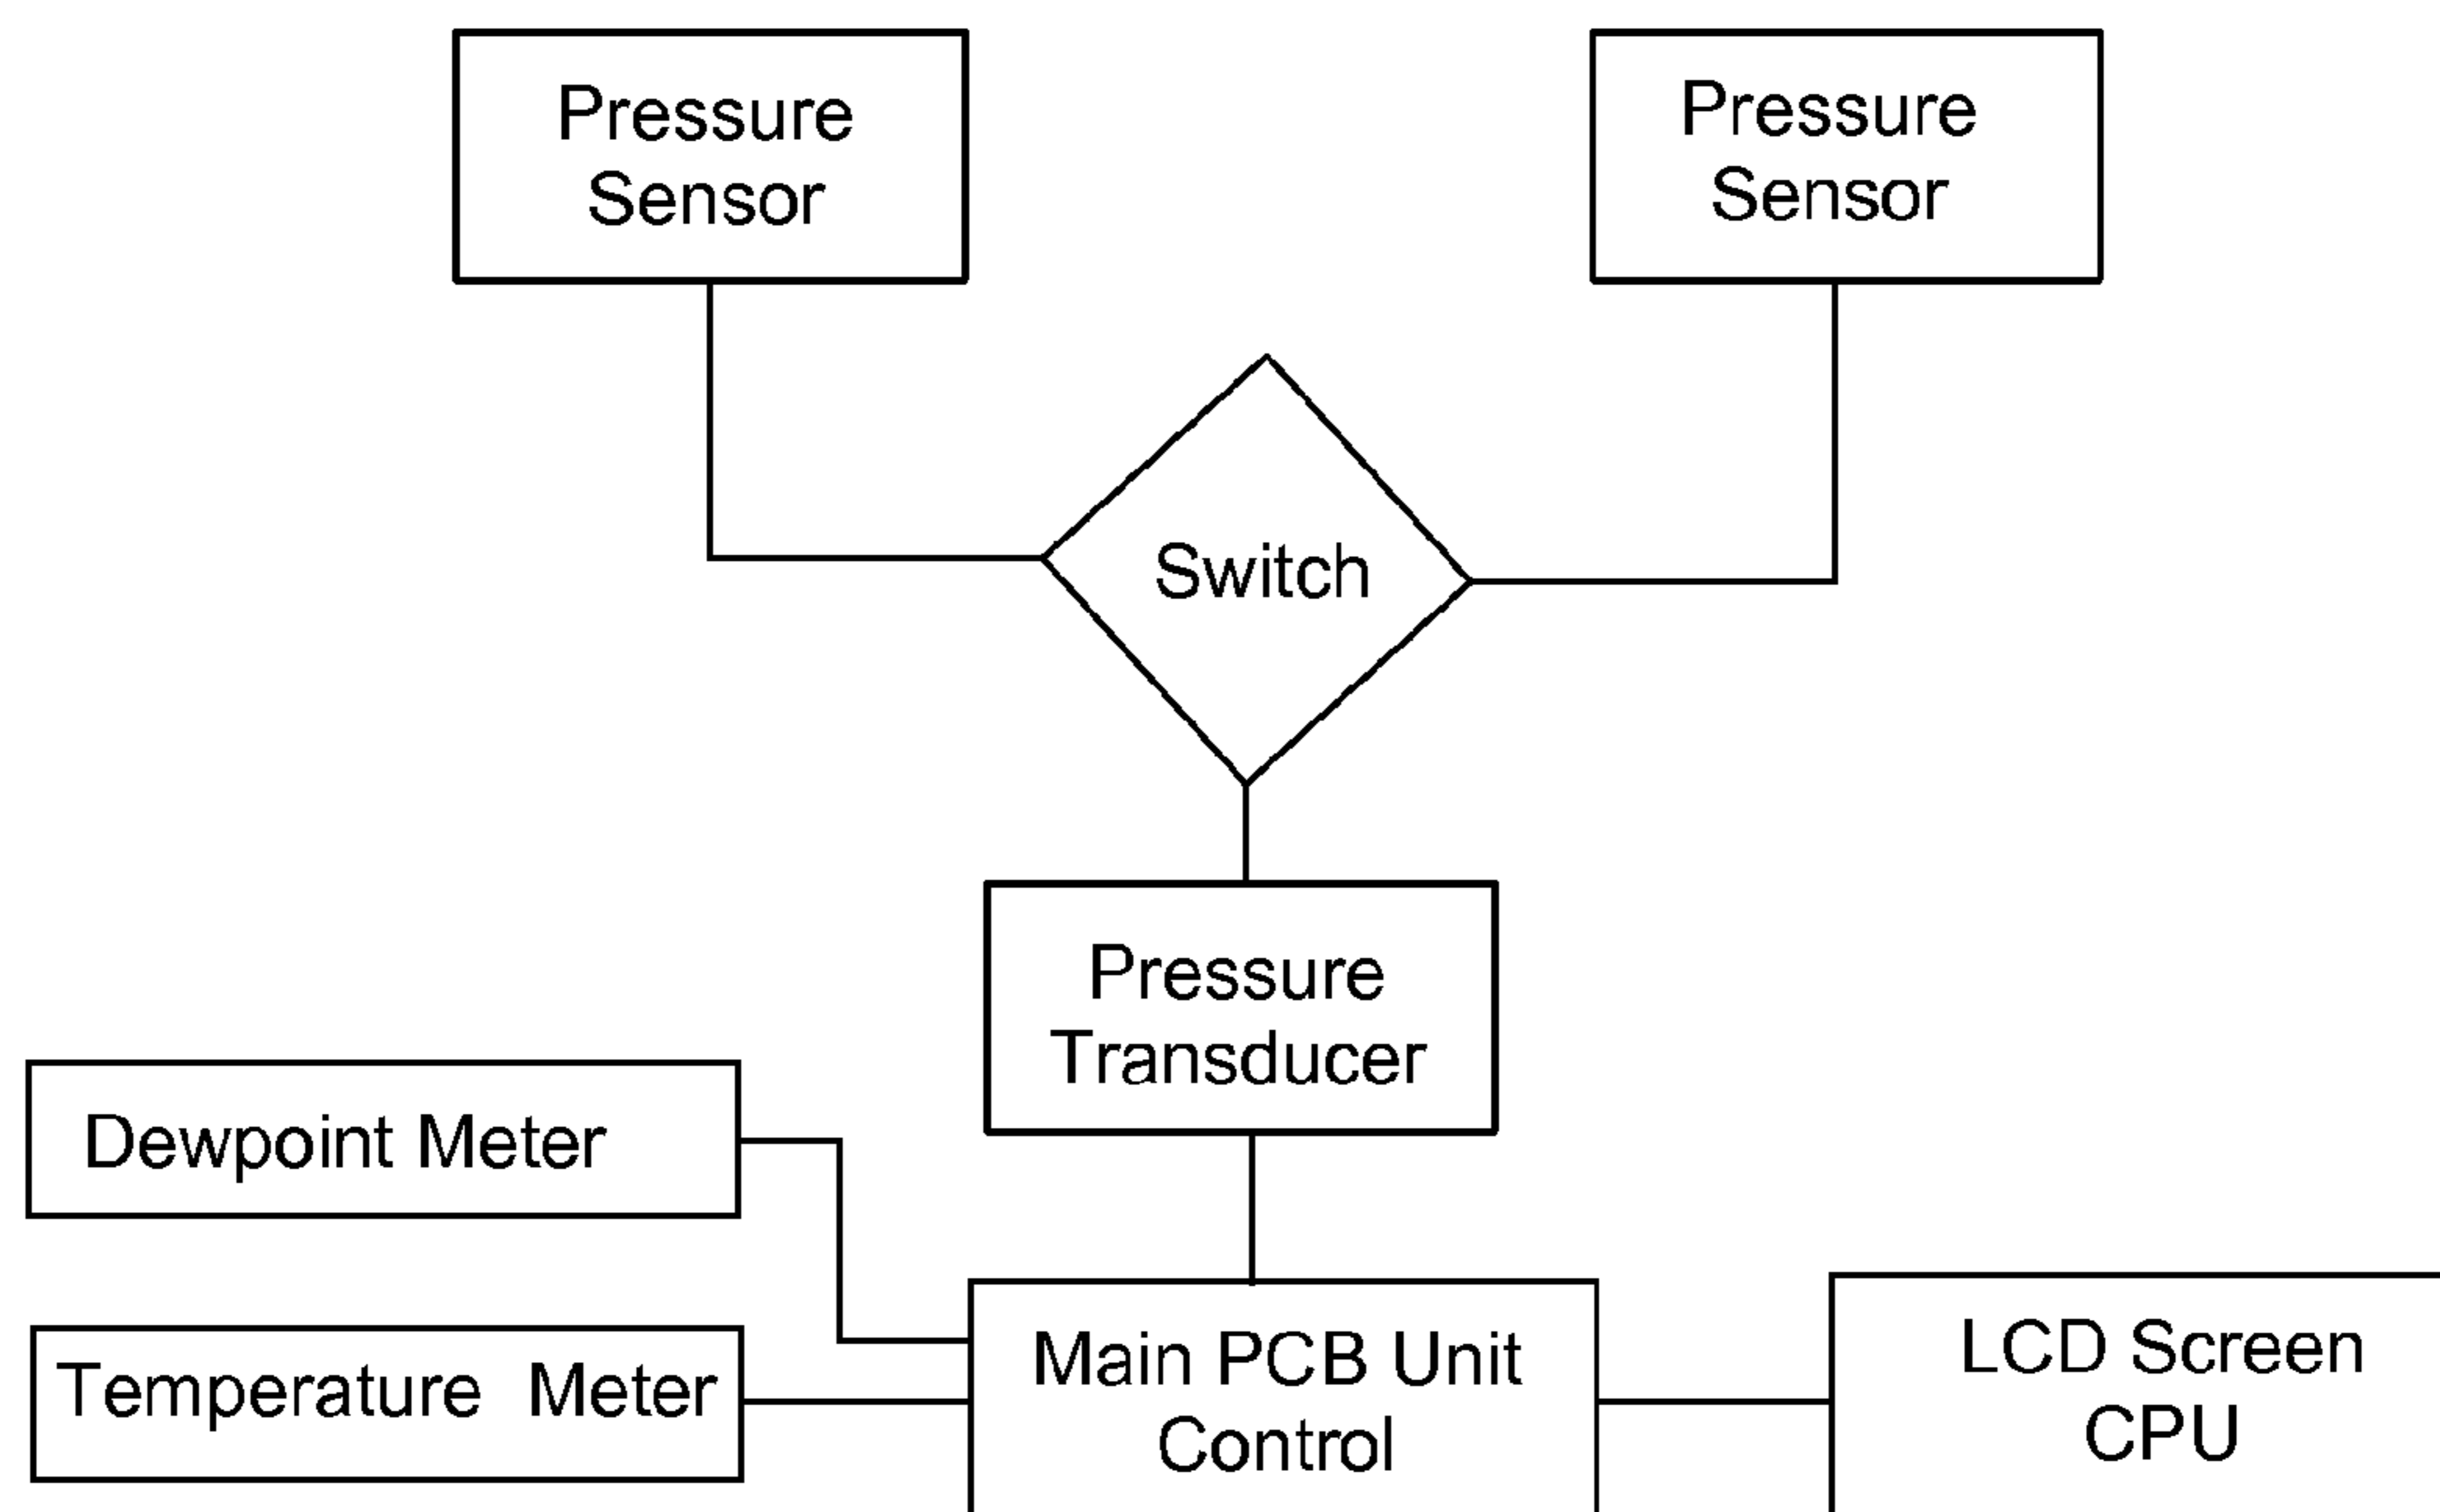 Pressure
Sensor
Pressure
Sensor
Switch
Pressure
Transducer
Dewpoint Meter
Temperature Meter
Main PCB Unit
Control
LCD Screen
CPU